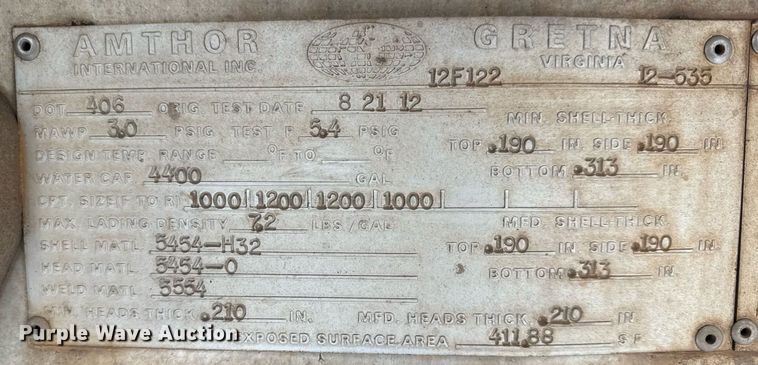 AMTHOR GRETNA
INTERNATIONAL INC. VIRGINIA
12F122 12-535
DOT 406 ORIG. TEST DATE 8 21 12
MIN. SHELL-THICK.
MAWP 3.0 PSIG TEST P. 5.4 PSIG
TOP .190 IN. SIDE .190 IN.
DESIGN TEMP. RANGE °F TO °F
BOTTOM .313 IN.
WATER CAP. 4400 GAL
CPT. SIZE(F TO R) 1000 1200 1200 1000
MAX. LADING DENSITY 7.2 LBS/GAL MFD. SHELL-THICK.
SHELL MATL 5454-H32 TOP .190 IN. SIDE .190 IN.
HEAD MATL 5454-O BOTTOM .313 IN.
WELD MATL 5554
MIN. HEADS THICK. .210 IN. MFD. HEADS THICK. .210 IN.
EXPOSED SURFACE AREA 411.88 S F
Purple Wave Auction